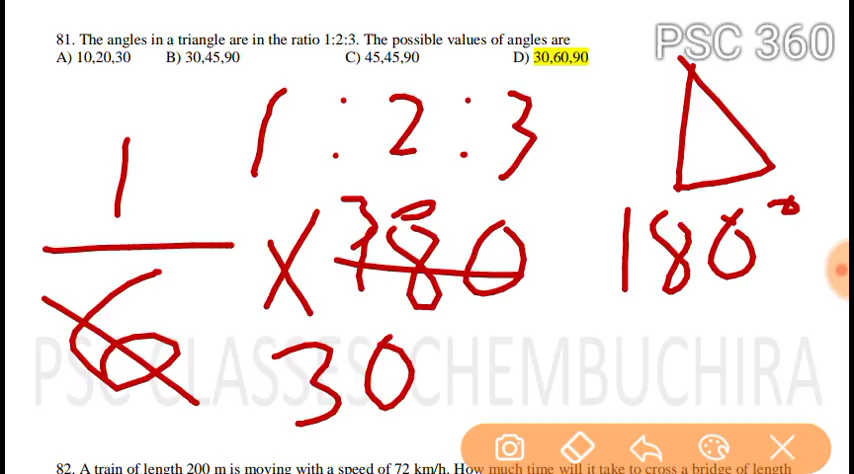 PSC 360
81. The angles in a triangle are in the ratio 1:2:3. The possible values of angles are
A) 10,20,30 B) 30,45,90 C) 45,45,90 D) 30,60,90
1 : 2 : 3
1
6
× 180
30
180°
PSC CLASSES CHEMBUCHIRA
82. A train of length 200 m is moving with a speed of 72 km/h. How much time will it take to cross a bridge of length